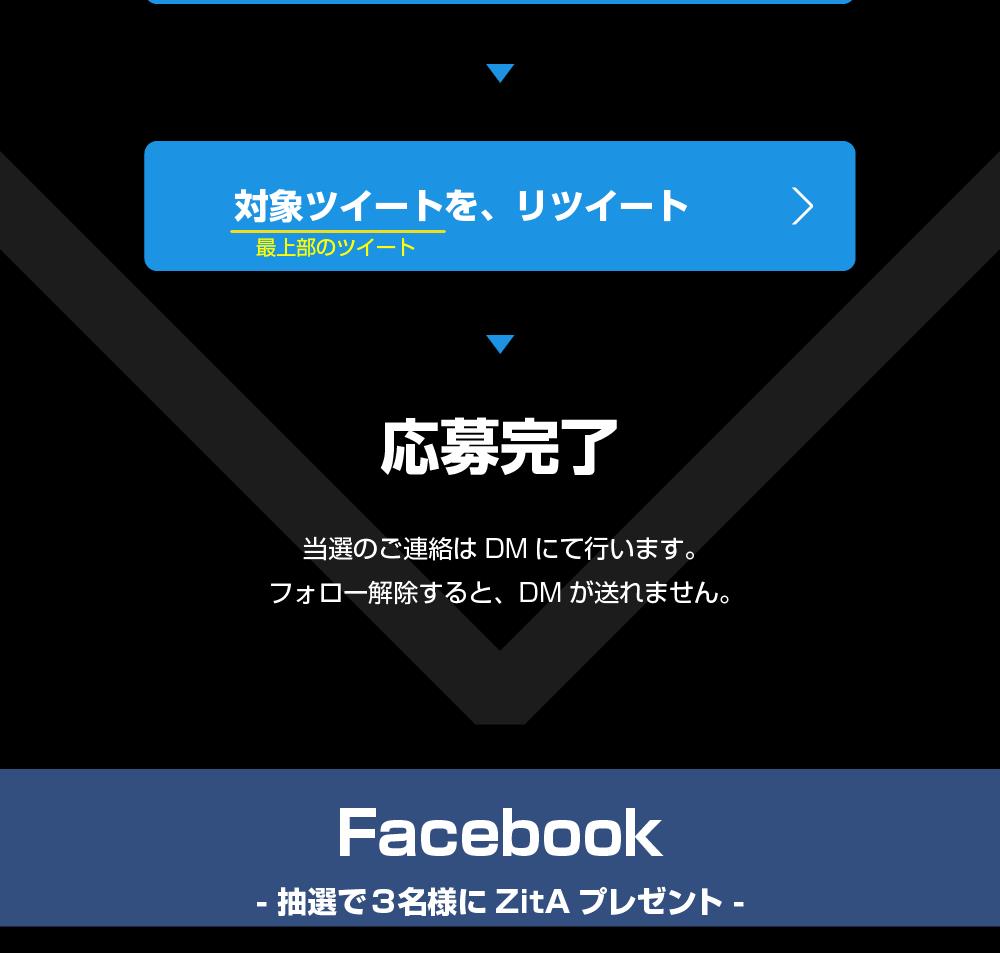 対象ツイートを、リツイート
最上部のツイート
応募完了
当選のご連絡は DM にて行います。
フォロー解除すると、DM が送れません。
Facebook
- 抽選で３名様に ZitA プレゼント -